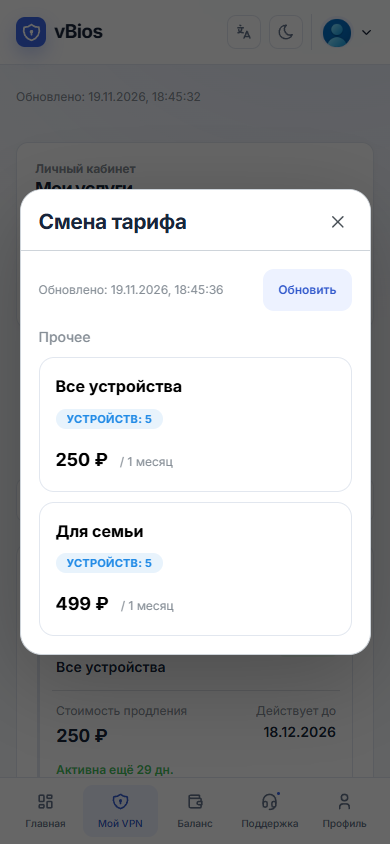 vBios
Обновлено: 19.11.2026, 18:45:32
Личный кабинет
Мои услуги
Смена тарифа
Обновлено: 19.11.2026, 18:45:36
Обновить
Прочее
Все устройства
УСТРОЙСТВ: 5
250 ₽ / 1 месяц
Для семьи
УСТРОЙСТВ: 5
499 ₽ / 1 месяц
Все устройства
Стоимость продления Действует до
250 ₽ 18.12.2026
Активна ещё 29 дн.
Главная Мой VPN Баланс Поддержка Профиль